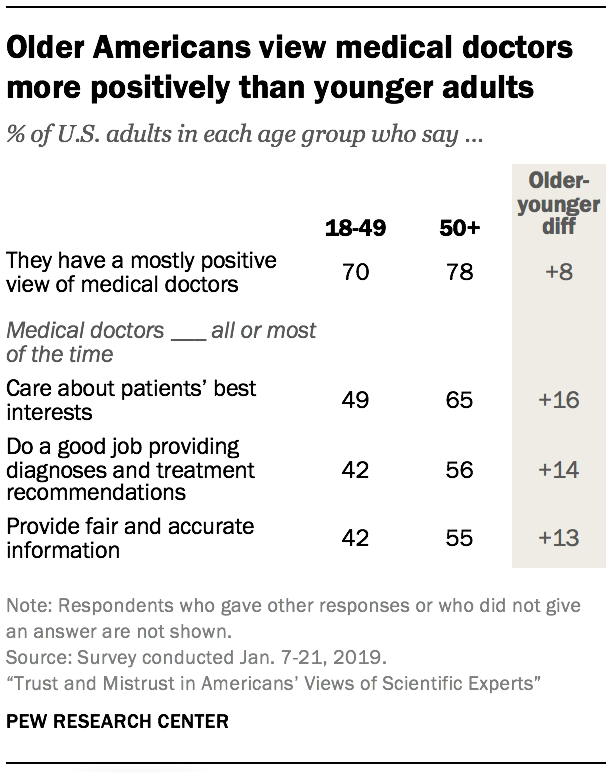 Older Americans view medical doctors
more positively than younger adults
% of U.S. adults in each age group who say ...
Older-
younger
18-49 50+ diff
They have a mostly positive
view of medical doctors 70 78 +8
Medical doctors ___ all or most
of the time
Care about patients’ best
interests 49 65 +16
Do a good job providing
diagnoses and treatment 42 56 +14
recommendations
Provide fair and accurate
information 42 55 +13
Note: Respondents who gave other responses or who did not give
an answer are not shown.
Source: Survey conducted Jan. 7-21, 2019.
“Trust and Mistrust in Americans’ Views of Scientific Experts”
PEW RESEARCH CENTER